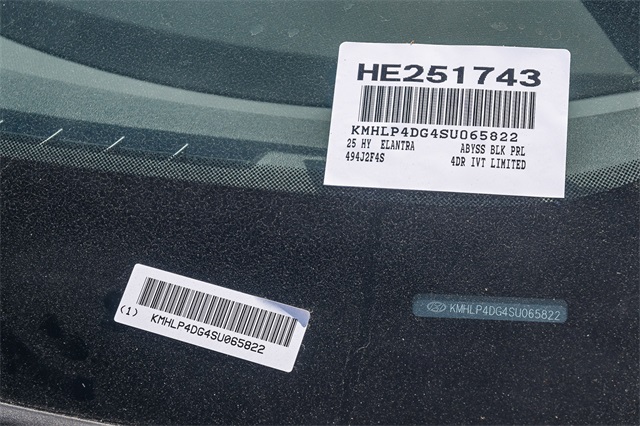 HE251743
KMHLP4DG4SU065822
25 HY ELANTRA ABYSS BLK PRL
494J2F4S 4DR IVT LIMITED
KMHLP4DG4SU065822
(1) KMHLP4DG4SU065822